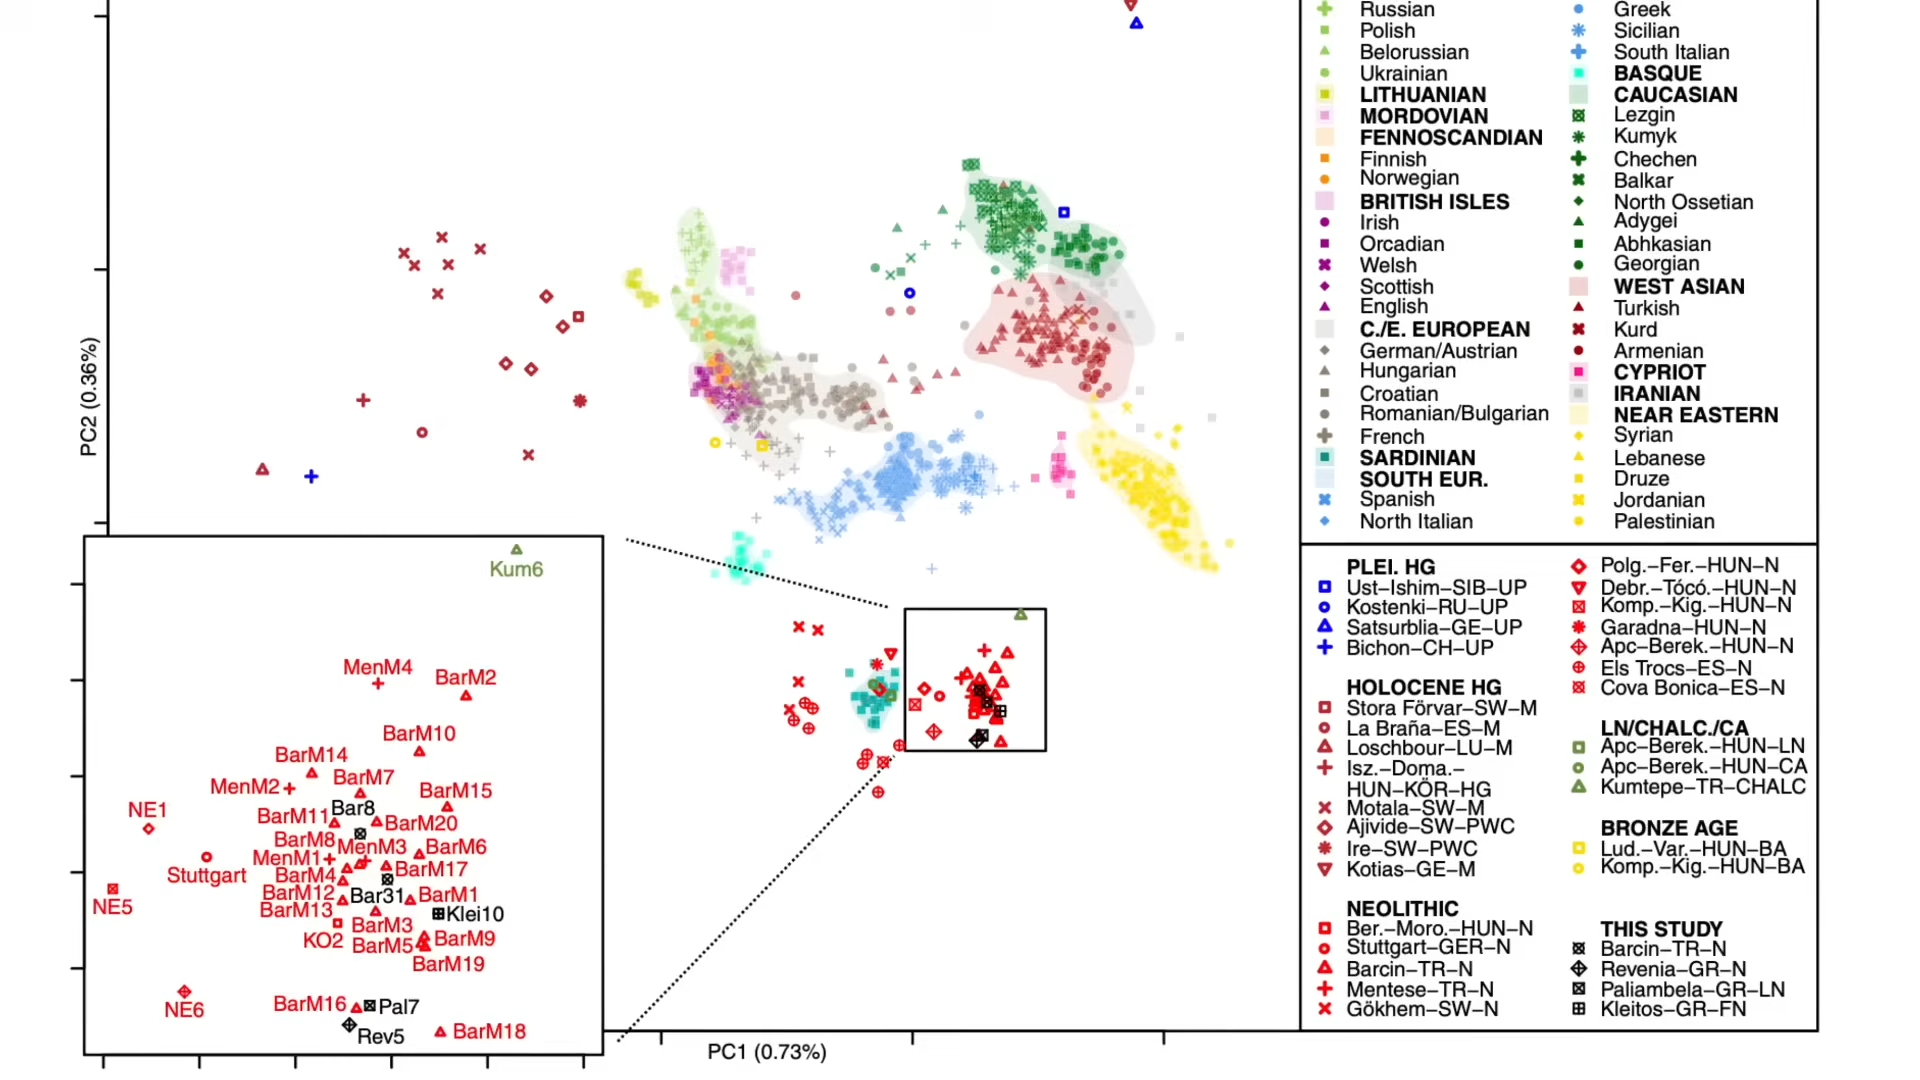 Russian
Polish
Belorussian
Ukrainian
LITHUANIAN
MORDOVIAN
FENNOSCANDIAN
Finnish
Norwegian
BRITISH ISLES
Irish
Orcadian
Welsh
Scottish
English
C./E. EUROPEAN
German/Austrian
Hungarian
Croatian
Romanian/Bulgarian
French
SARDINIAN
SOUTH EUR.
Spanish
North Italian
Greek
Sicilian
South Italian
BASQUE
CAUCASIAN
Lezgin
Kumyk
Chechen
Balkar
North Ossetian
Adygei
Abhkasian
Georgian
WEST ASIAN
Turkish
Kurd
Armenian
CYPRIOT
IRANIAN
NEAR EASTERN
Syrian
Lebanese
Druze
Jordanian
Palestinian
PC2 (0.36%)
Kum6
MenM4
BarM2
BarM10
BarM14
BarM7
MenM2
BarM15
NE1
Bar8
BarM11
BarM20
BarM8
MenM3
BarM6
MenM1
Stuttgart
BarM4
BarM17
BarM12
Bar31
BarM1
NE5
BarM13
Klei10
BarM3
KO2
BarM5
BarM9
BarM19
NE6
BarM16
Pal7
Rev5
BarM18
PC1 (0.73%)
PLEI. HG
Ust−Ishim−SIB−UP
Kostenki−RU−UP
Satsurblia−GE−UP
Bichon−CH−UP
HOLOCENE HG
Stora Förvar−SW−M
La Braña−ES−M
Loschbour−LU−M
Isz.−Doma.−
HUN−KÖR−HG
Motala−SW−M
Ajivide−SW−PWC
Ire−SW−PWC
Kotias−GE−M
NEOLITHIC
Ber.−Moro.−HUN−N
Stuttgart−GER−N
Barcin−TR−N
Mentese−TR−N
Gökhem−SW−N
Polg.−Fer.−HUN−N
Debr.−Tócó.−HUN−N
Komp.−Kig.−HUN−N
Garadna−HUN−N
Apc−Berek.−HUN−N
Els Trocs−ES−N
Cova Bonica−ES−N
LN/CHALC./CA
Apc−Berek.−HUN−LN
Apc−Berek.−HUN−CA
Kumtepe−TR−CHALC
BRONZE AGE
Lud.−Var.−HUN−BA
Komp.−Kig.−HUN−BA
THIS STUDY
Barcin−TR−N
Revenia−GR−N
Paliambela−GR−LN
Kleitos−GR−FN